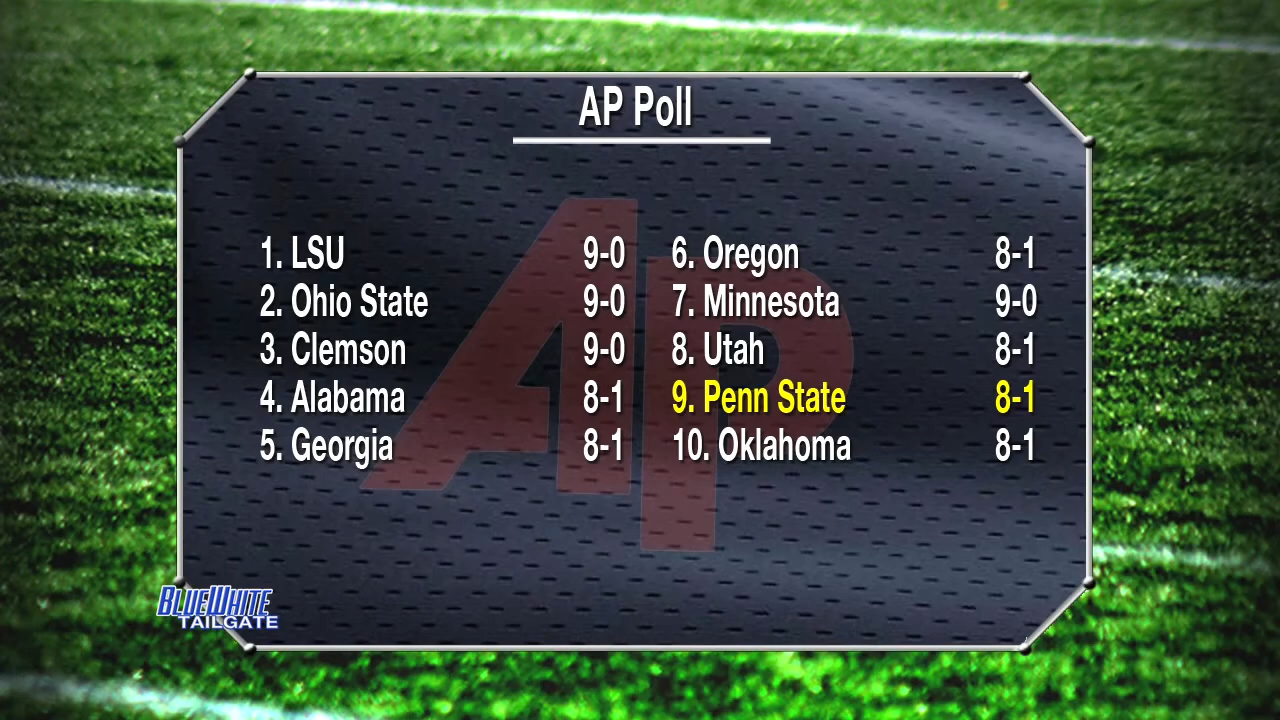 AP Poll
1. LSU 9-0
2. Ohio State 9-0
3. Clemson 9-0
4. Alabama 8-1
5. Georgia 8-1
6. Oregon 8-1
7. Minnesota 9-0
8. Utah 8-1
9. Penn State 8-1
10. Oklahoma 8-1
AP
BLUEWHITE
TAILGATE